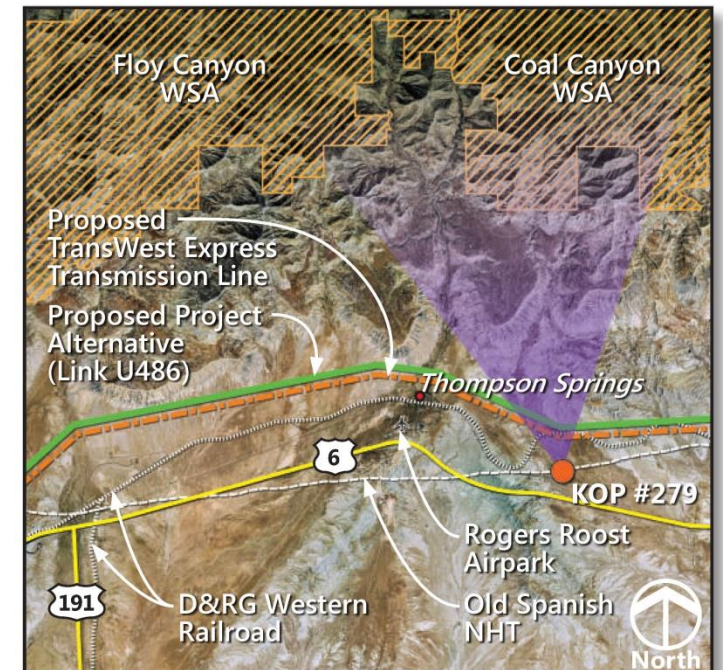 Floy Canyon
WSA
Coal Canyon
WSA
Proposed
TransWest Express
Transmission Line
Proposed Project
Alternative
(Link U486)
Thompson Springs
6
KOP #279
Rogers Roost
Airpark
191
D&RG Western
Railroad
Old Spanish
NHT
North